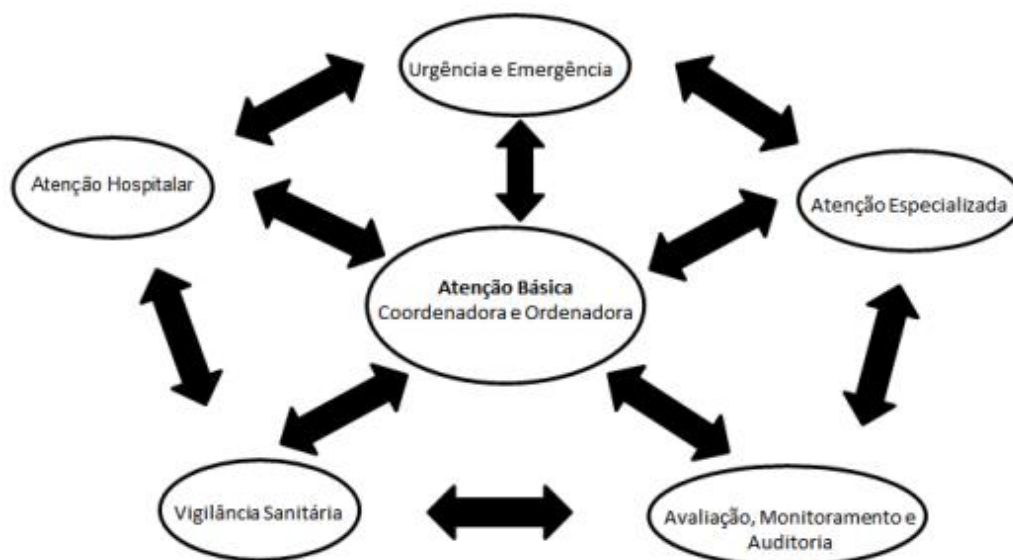 Urgência e Emergência
Atenção Hospitalar
Atenção Especializada
Atenção Básica
Coordenadora e Ordenadora
Vigilância Sanitária
Avaliação, Monitoramento e
Auditoria